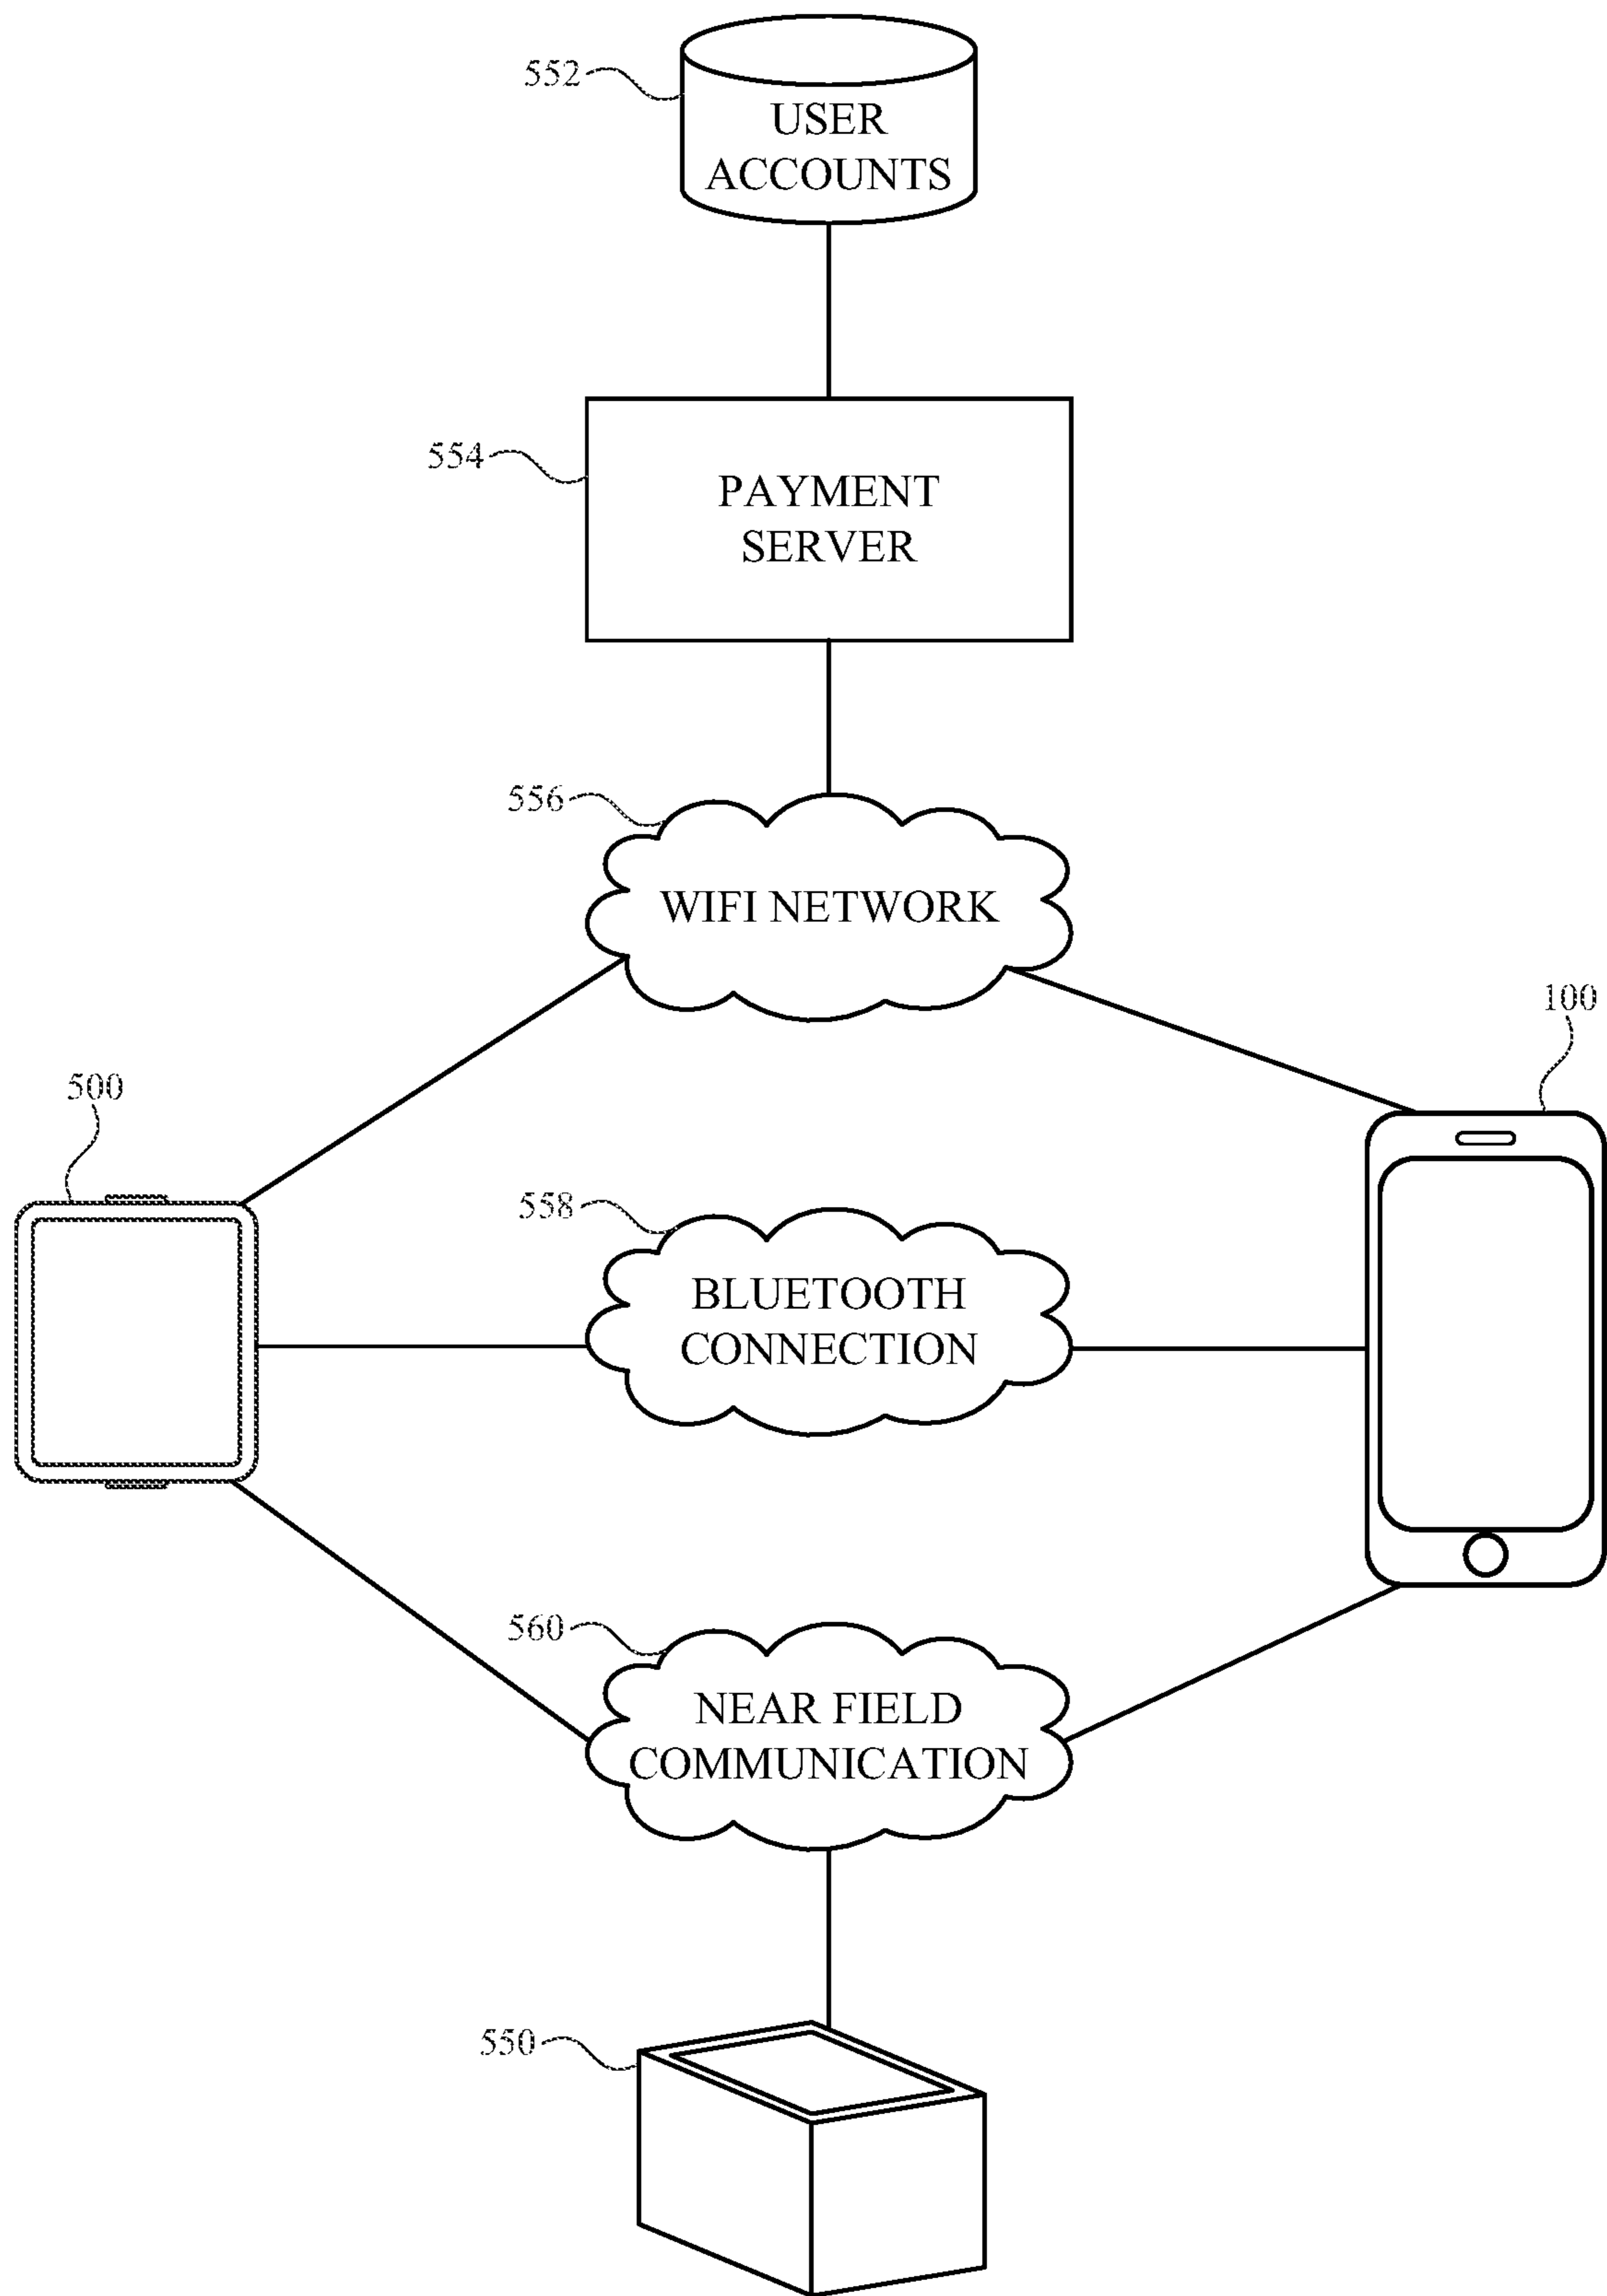 552
USER
ACCOUNTS
554
PAYMENT
SERVER
556
WIFI NETWORK
100
500
558
BLUETOOTH
CONNECTION
560
NEAR FIELD
COMMUNICATION
550